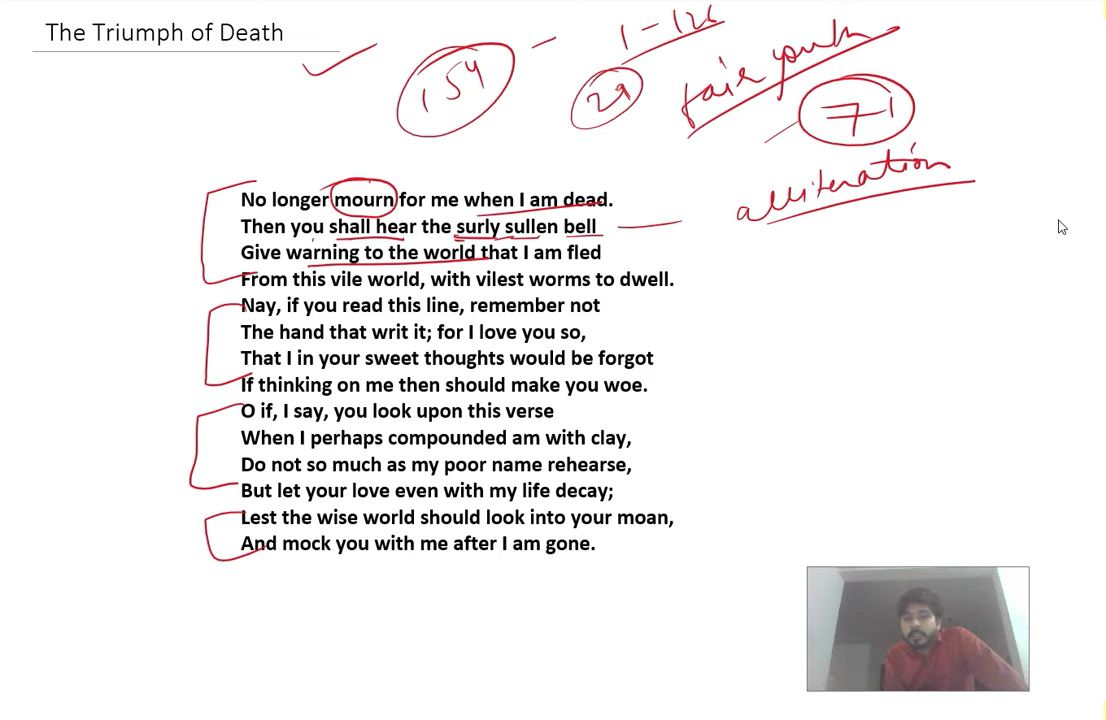 The Triumph of Death
154
1-126
29
fair youth
71
alliteration
No longer mourn for me when I am dead.
Then you shall hear the surly sullen bell
Give warning to the world that I am fled
From this vile world, with vilest worms to dwell.
Nay, if you read this line, remember not
The hand that writ it; for I love you so,
That I in your sweet thoughts would be forgot
If thinking on me then should make you woe.
O if, I say, you look upon this verse
When I perhaps compounded am with clay,
Do not so much as my poor name rehearse,
But let your love even with my life decay;
Lest the wise world should look into your moan,
And mock you with me after I am gone.